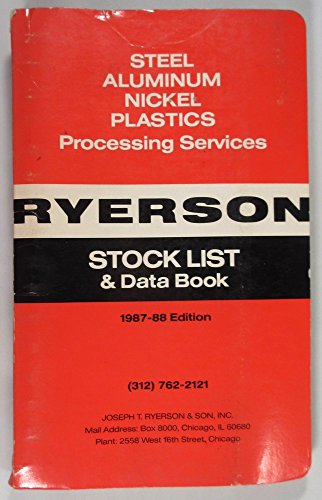 STEEL
ALUMINUM
NICKEL
PLASTICS
Processing Services
RYERSON
STOCK LIST
& Data Book
1987-88 Edition
(312) 762-2121
JOSEPH T. RYERSON & SON, INC.
Mail Address: Box 8000, Chicago, IL 60680
Plant: 2558 West 16th Street, Chicago